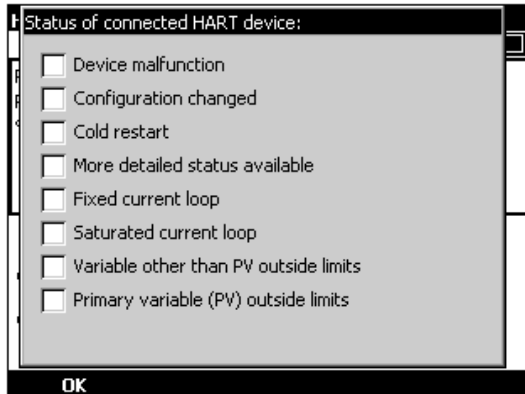 Status of connected HART device:
Device malfunction
Configuration changed
Cold restart
More detailed status available
Fixed current loop
Saturated current loop
Variable other than PV outside limits
Primary variable (PV) outside limits
OK